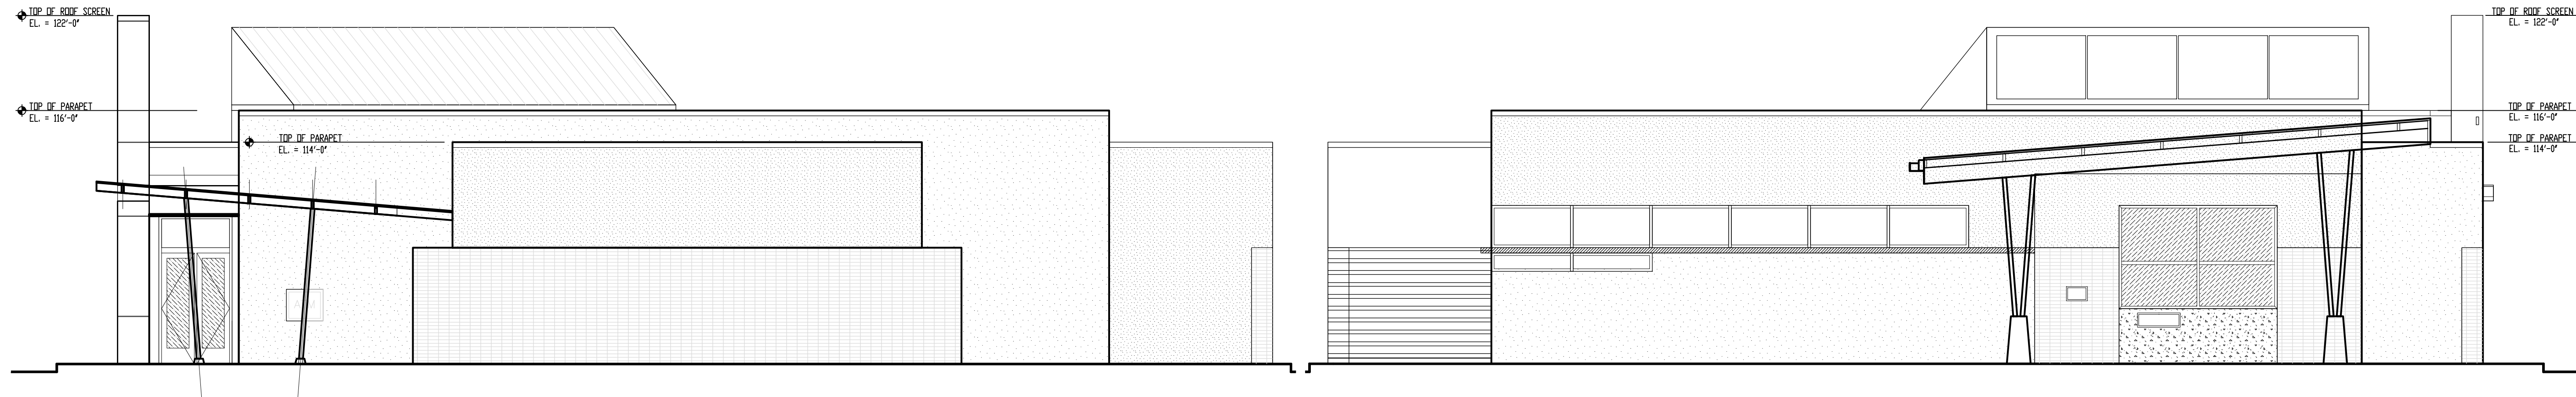 TOP OF ROOF SCREEN
EL. = 122'-0"
TOP OF PARAPET
EL. = 116'-0"
TOP OF PARAPET
EL. = 114'-0"
TOP OF ROOF SCREEN
EL. = 122'-0"
TOP OF PARAPET
EL. = 116'-0"
TOP OF PARAPET
EL. = 114'-0"